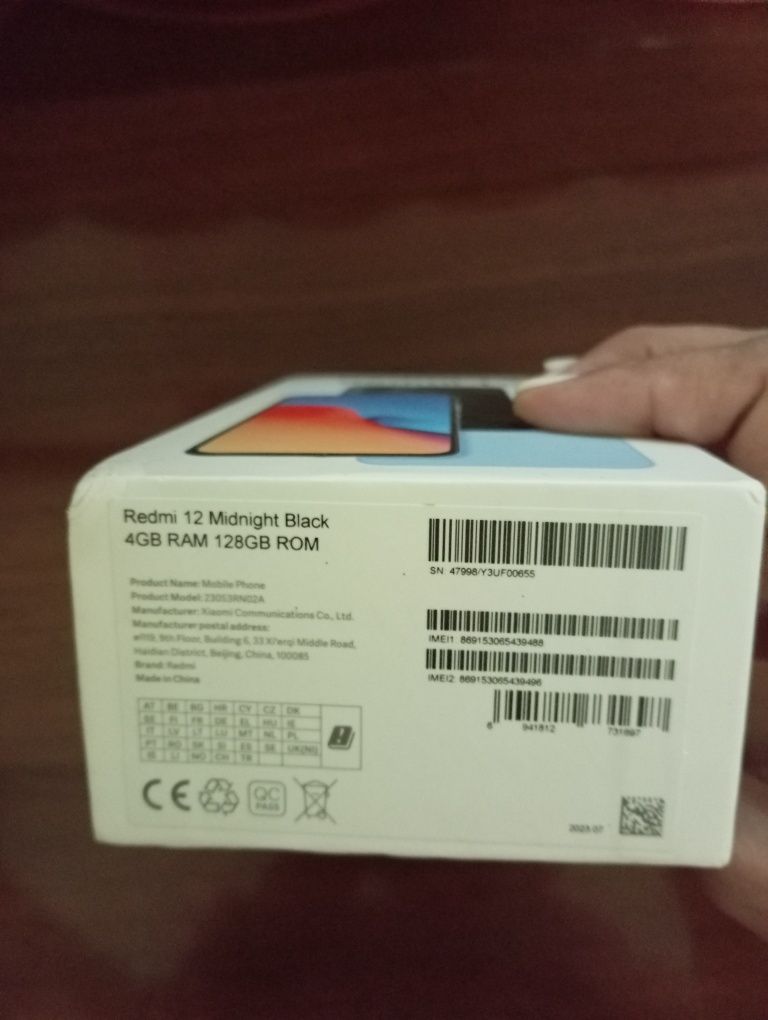 Redmi 12 Midnight Black
4GB RAM 128GB ROM
Product Name: Mobile Phone
Product Model: 23053RN02A
Manufacturer: Xiaomi Communications Co., Ltd.
Manufacturer postal address:
#019, 9th Floor, Building 6, 33 Xi'erqi Middle Road,
Haidian District, Beijing, China, 100085
Brand: Redmi
Made in China
AT BE BG HR CY CZ DK
EE FI FR DE EL HU IE
IT LV LT LU MT NL PL
PT RO SK SI ES SE UK(NI)
IS LI NO CH TR
CE
QC
PASS
SN: 47998/Y3UF00655
IMEI1: 869153065439488
IMEI2: 869153065439496
6 941812 731897
2023.07